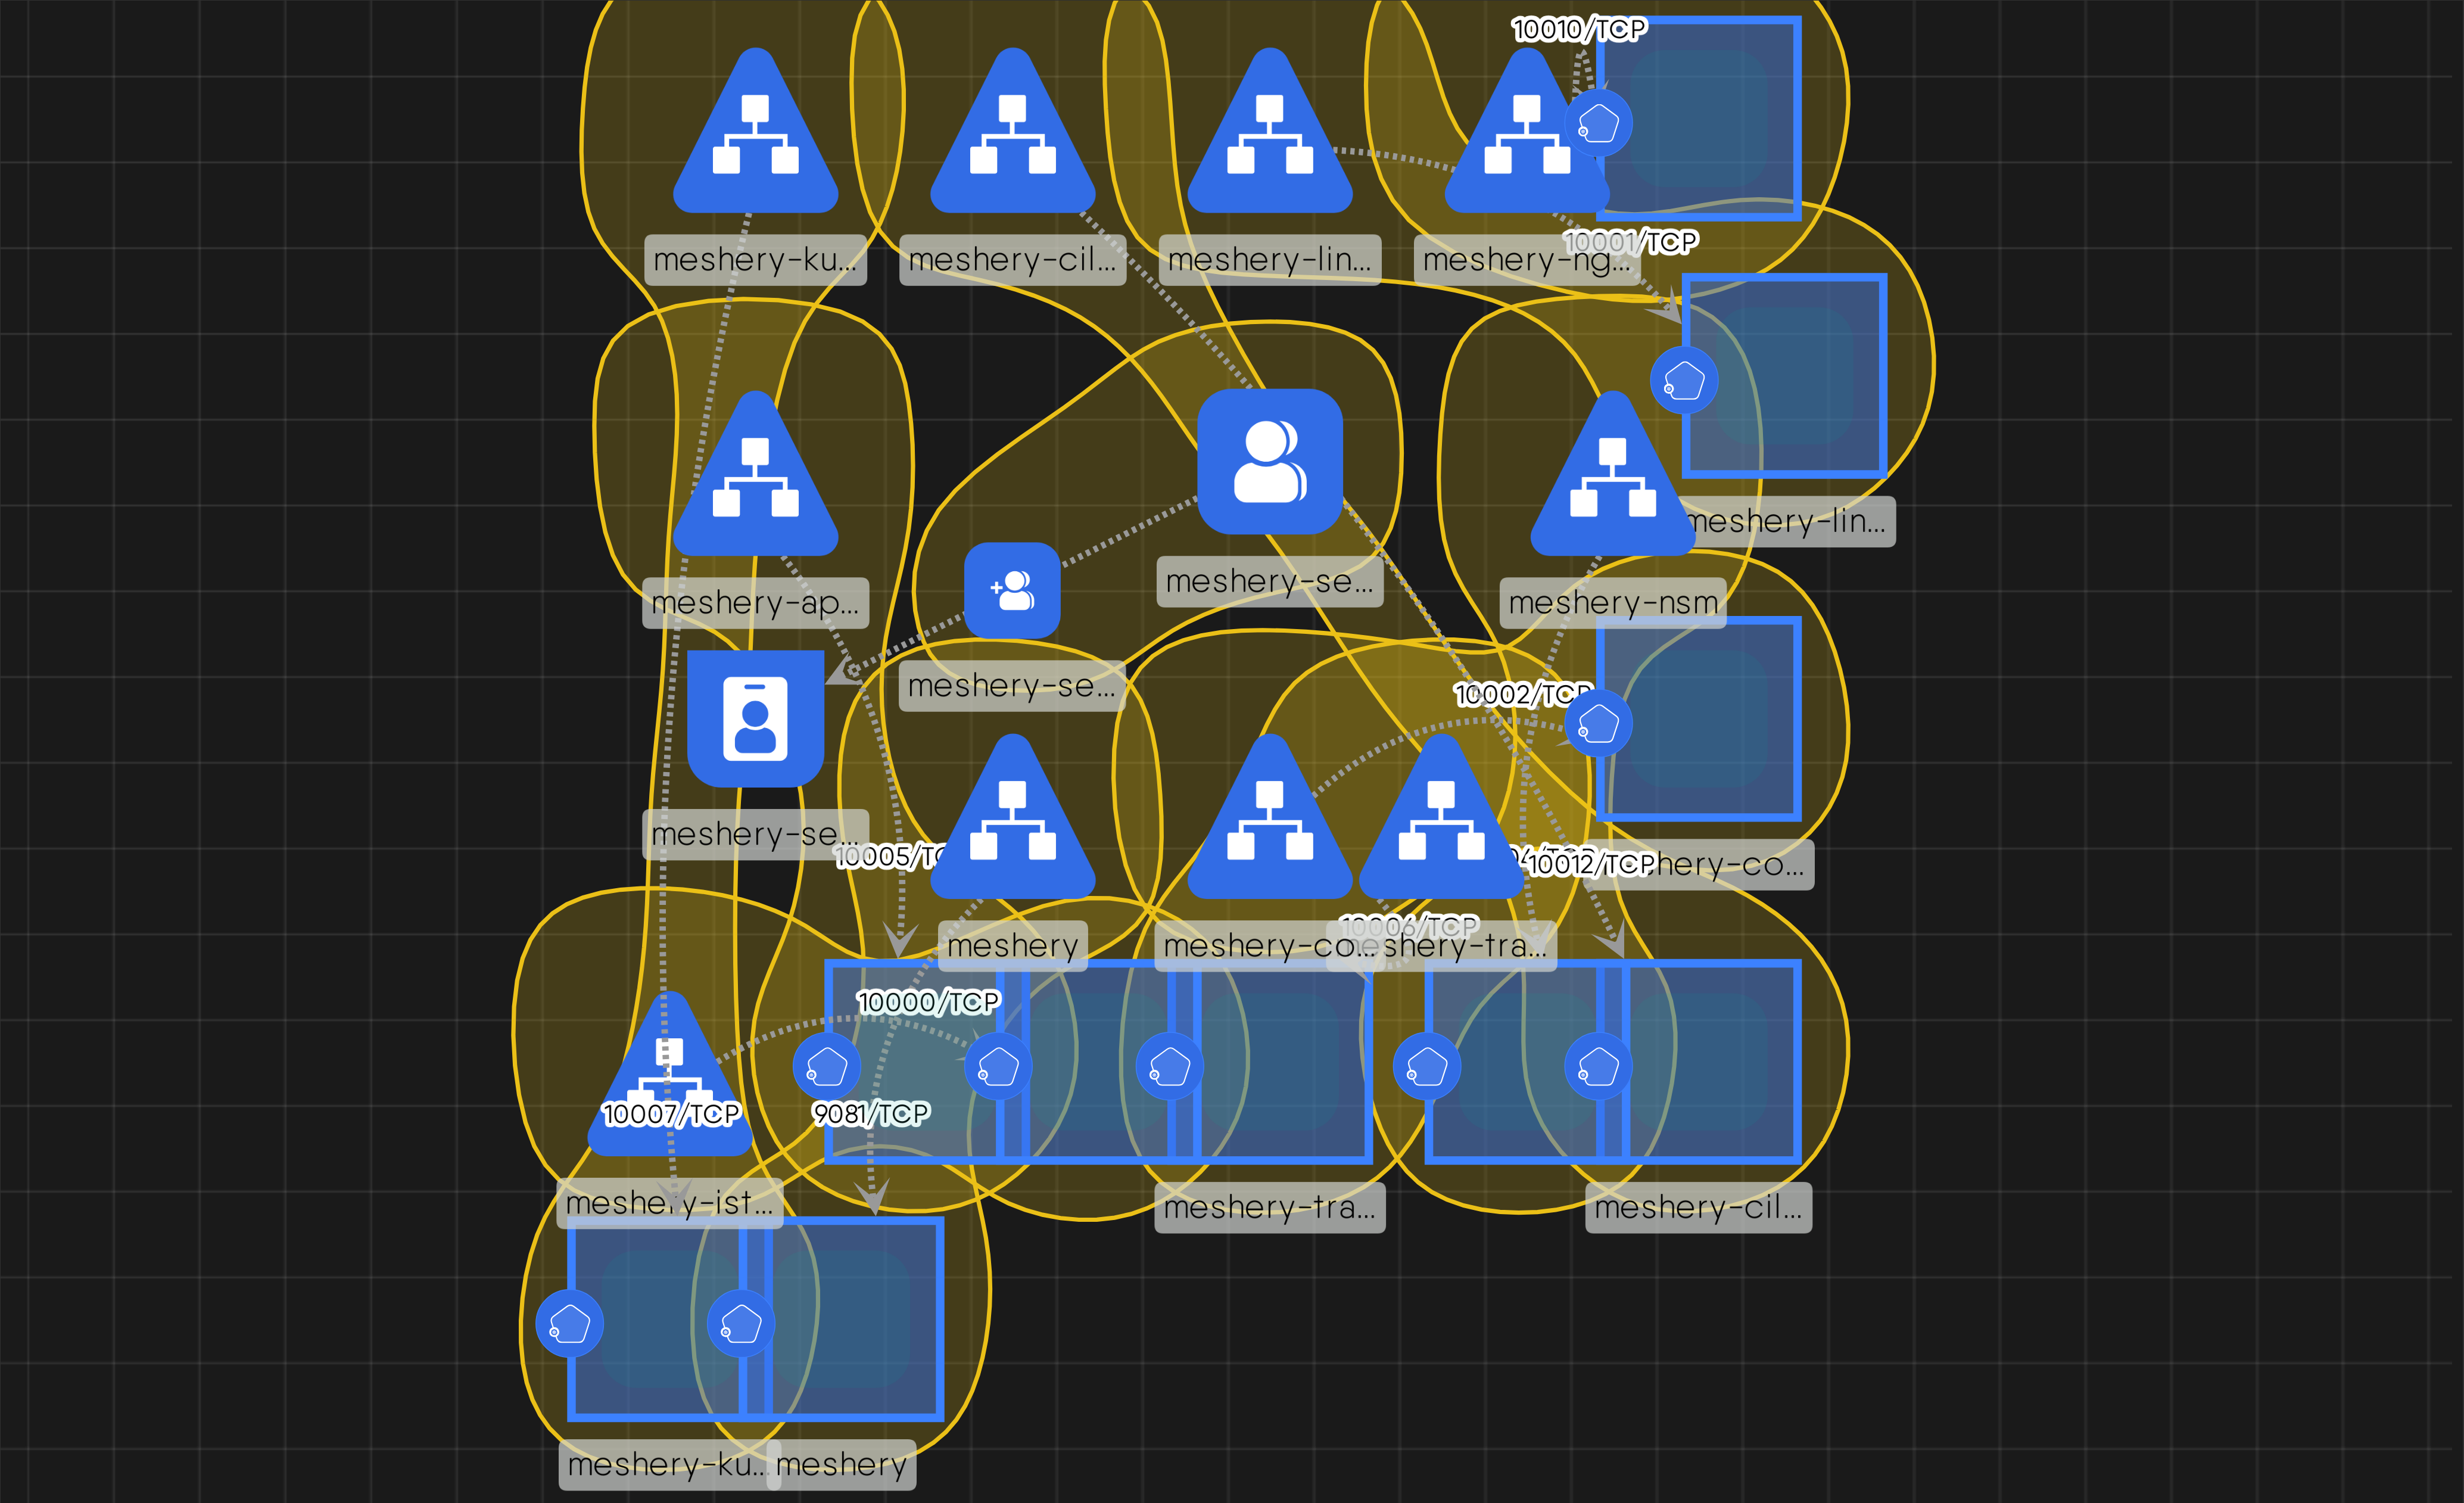 10010/TCP
meshery-ku...
meshery-cil...
meshery-lin...
meshery-ng...
10001/TCP
meshery-lin...
meshery-ap...
meshery-se...
meshery-nsm
meshery-se...
10002/TCP
meshery-se...
10005/TC
10012/TCP
hery-co...
meshery
meshery-co...
eshery-tra...
10006/TCP
10000/TCP
10007/TCP
9081/TCP
meshery-ist...
meshery-tra...
meshery-cil...
meshery-ku...
meshery